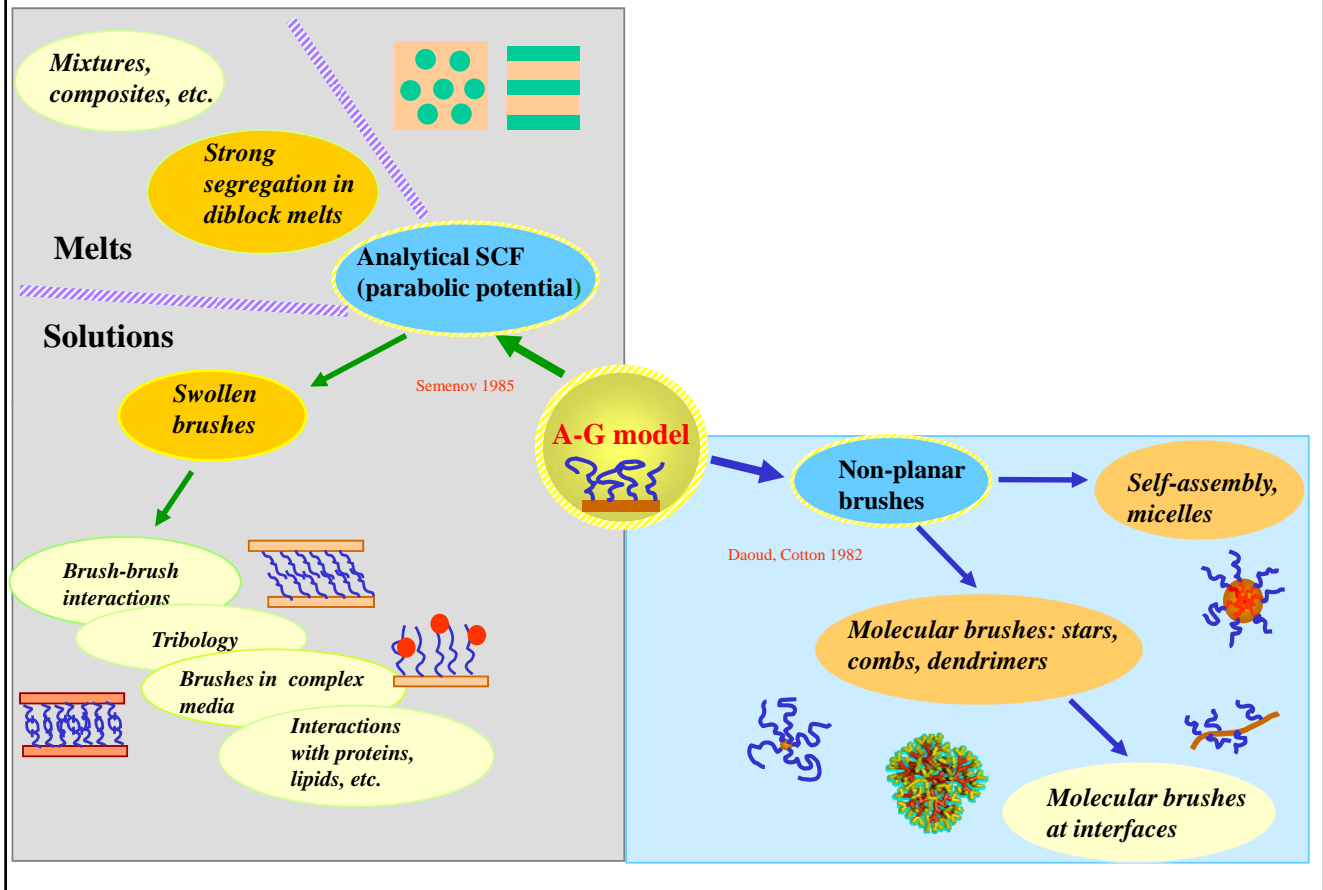 Mixtures,
composites, etc.
Strong
segregation in
diblock melts
Melts
Analytical SCF
(parabolic potential)
Solutions
Semenov 1985
Swollen
brushes
A-G model
Non-planar
brushes
Self-assembly,
micelles
Daoud, Cotton 1982
Brush-brush
interactions
Tribology
Brushes in complex
media
Interactions
with proteins,
lipids, etc.
Molecular brushes: stars,
combs, dendrimers
Molecular brushes
at interfaces